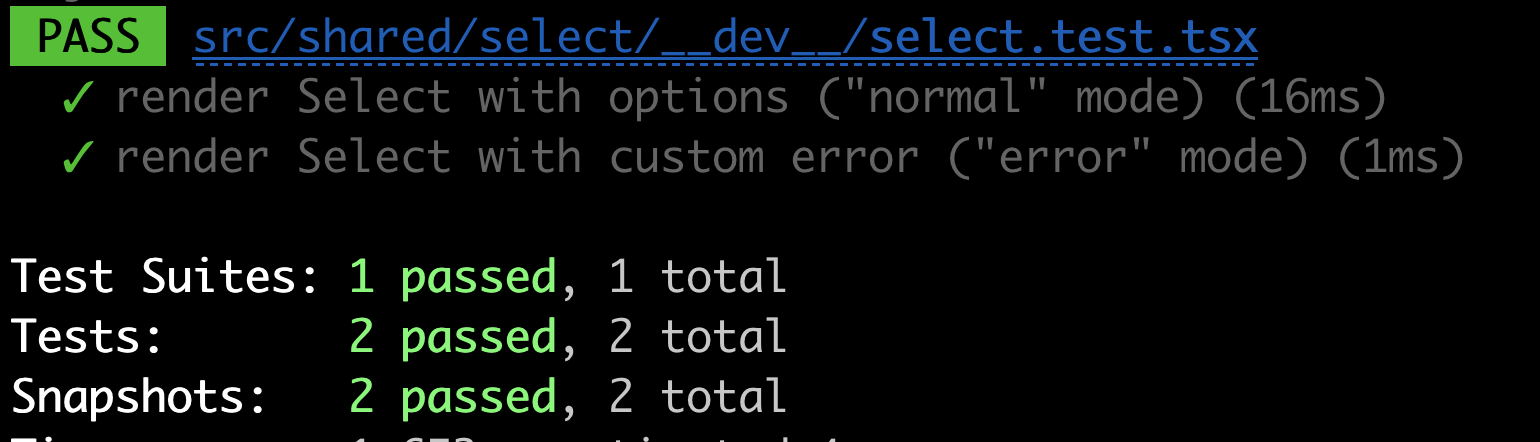 PASS src/shared/select/__dev__/select.test.tsx
✓ render Select with options ("normal" mode) (16ms)
✓ render Select with custom error ("error" mode) (1ms)
Test Suites: 1 passed, 1 total
Tests: 2 passed, 2 total
Snapshots: 2 passed, 2 total